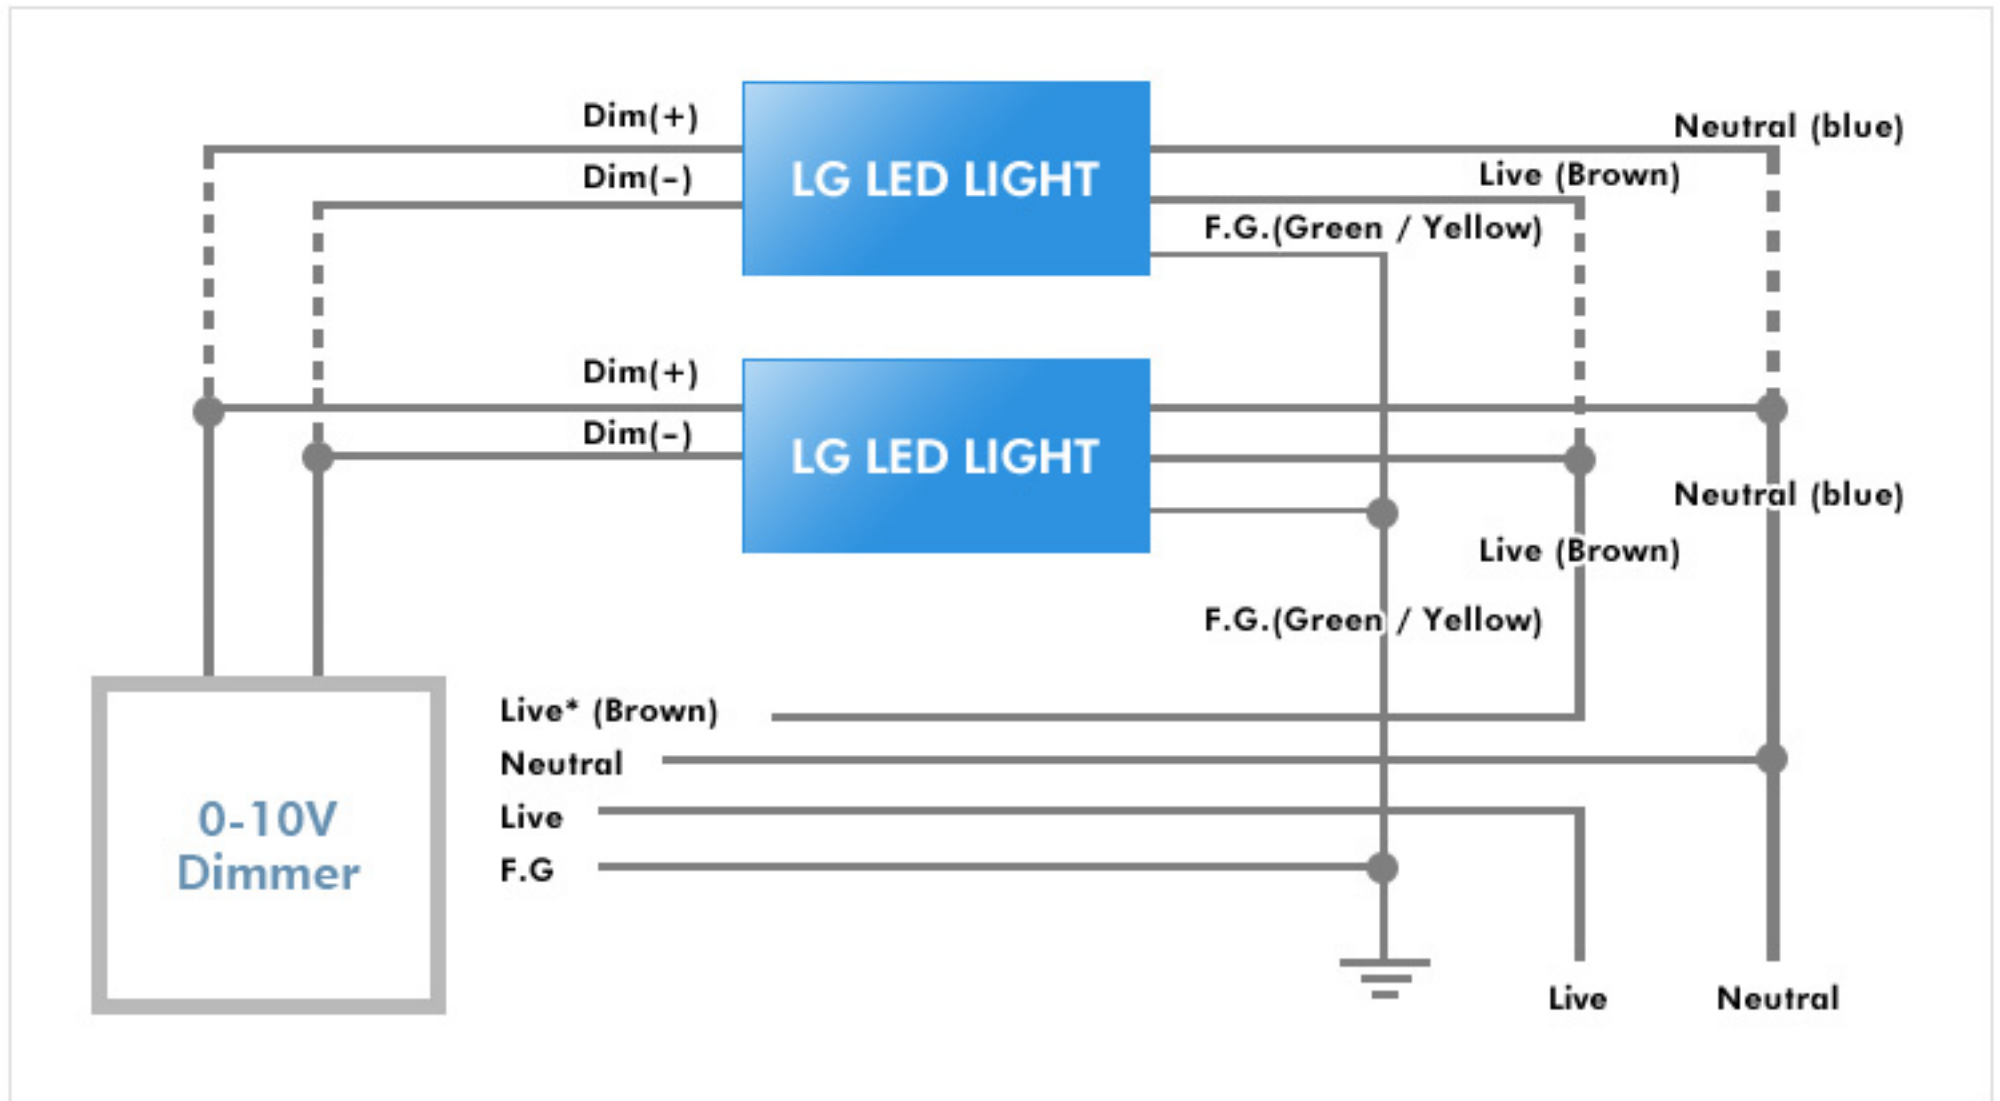 Dim(+)
Neutral (blue)
Dim(-)
LG LED LIGHT
Live (Brown)
F.G.(Green / Yellow)
Dim(+)
Dim(-)
LG LED LIGHT
Neutral (blue)
Live (Brown)
F.G.(Green / Yellow)
Live* (Brown)
Neutral
Live
F.G
0-10V
Dimmer
Live
Neutral